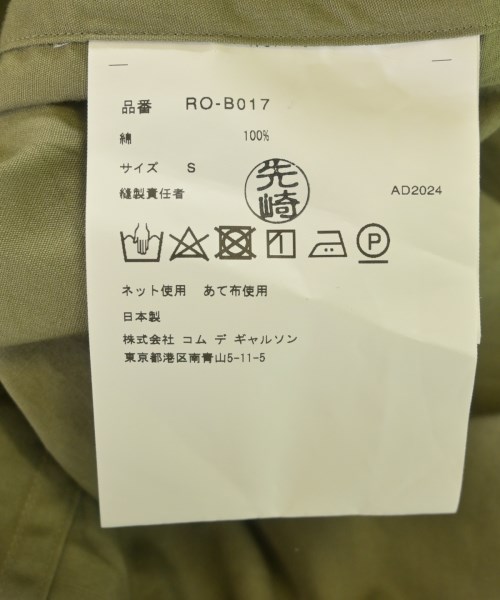 品番 RO-B017
綿 100%
サイズ S
縫製責任者
先崎
AD2024
P
ネット使用 あて布使用
日本製
株式会社 コム デ ギャルソン
東京都港区南青山5-11-5